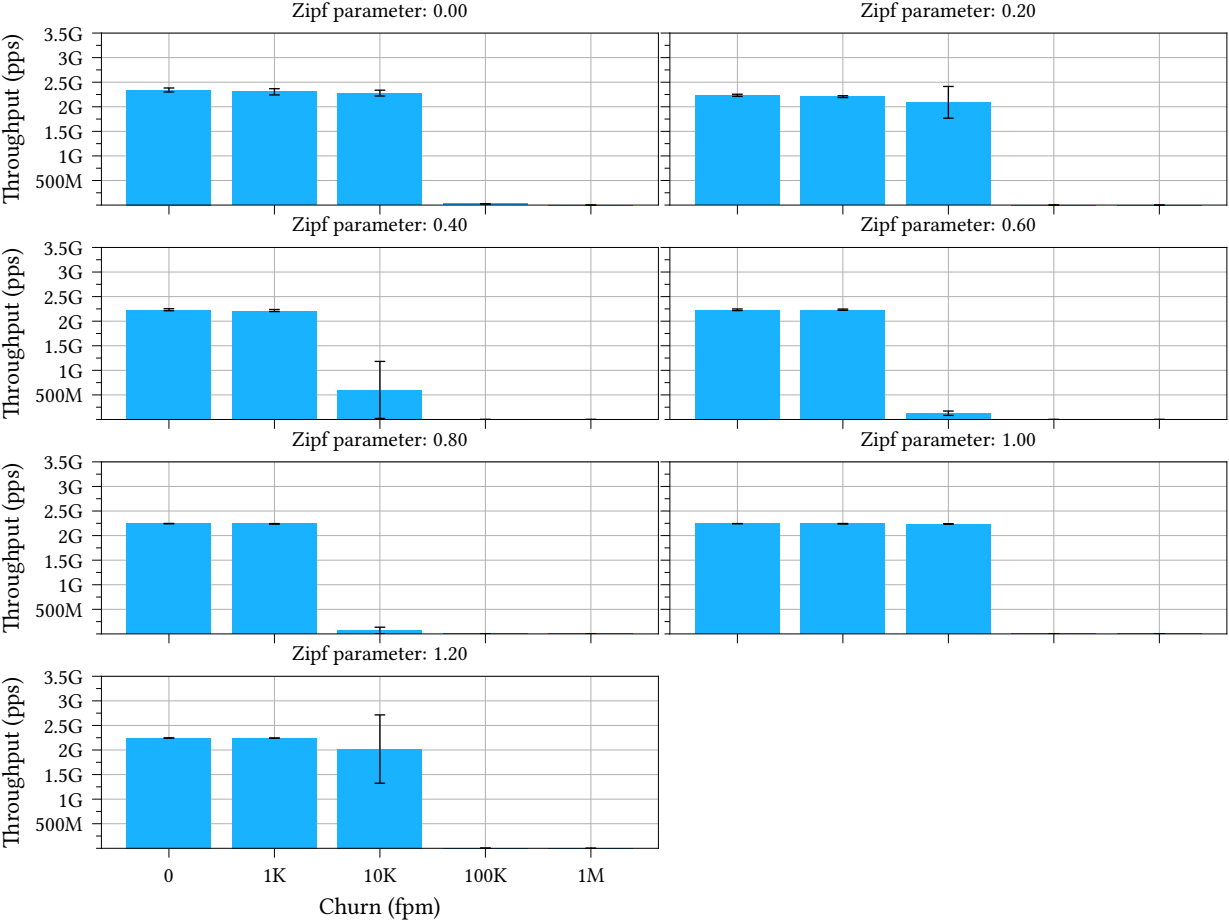 Zipf parameter: 0.00
Zipf parameter: 0.20
Throughput (pps)
3.5G
3G
2.5G
2G
1.5G
1G
500M
Zipf parameter: 0.40
Zipf parameter: 0.60
Throughput (pps)
3.5G
3G
2.5G
2G
1.5G
1G
500M
Zipf parameter: 0.80
Zipf parameter: 1.00
Throughput (pps)
3.5G
3G
2.5G
2G
1.5G
1G
500M
Zipf parameter: 1.20
Throughput (pps)
3.5G
3G
2.5G
2G
1.5G
1G
500M
0 1K 10K 100K 1M
Churn (fpm)